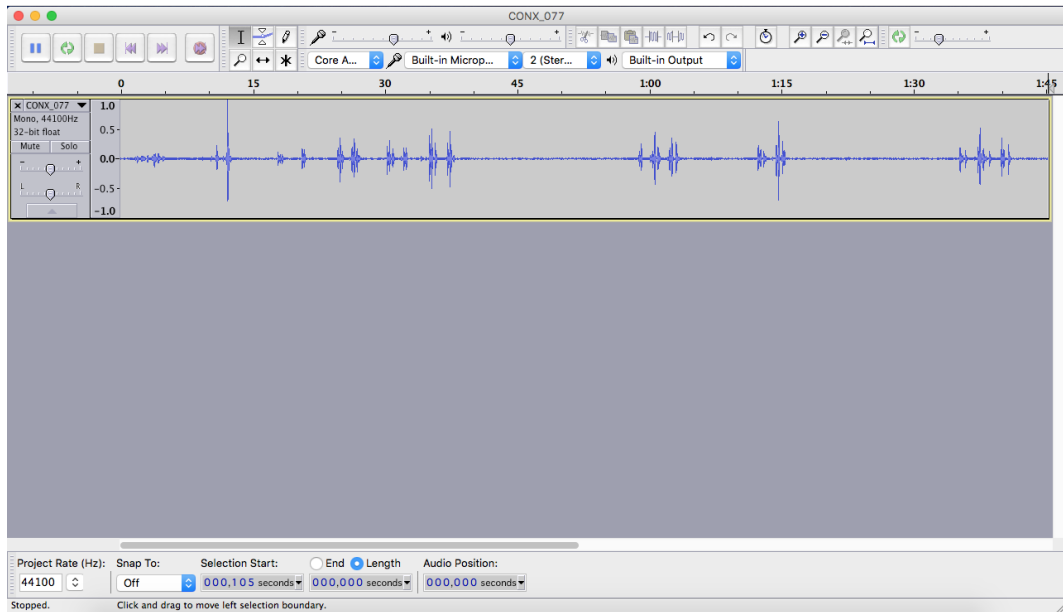 CONX_077
Core A... Built-in Microp... 2 (Ster... Built-in Output
0 15 30 45 1:00 1:15 1:30 1:45
CONX_077
Mono, 44100Hz
32-bit float
Mute Solo
- +
L R
1.0
0.5-
0.0-
-0.5-
-1.0
Project Rate (Hz): Snap To: Selection Start: End Length Audio Position:
44100 Off 000,105 seconds 000,000 seconds 000,000 seconds
Stopped. Click and drag to move left selection boundary.